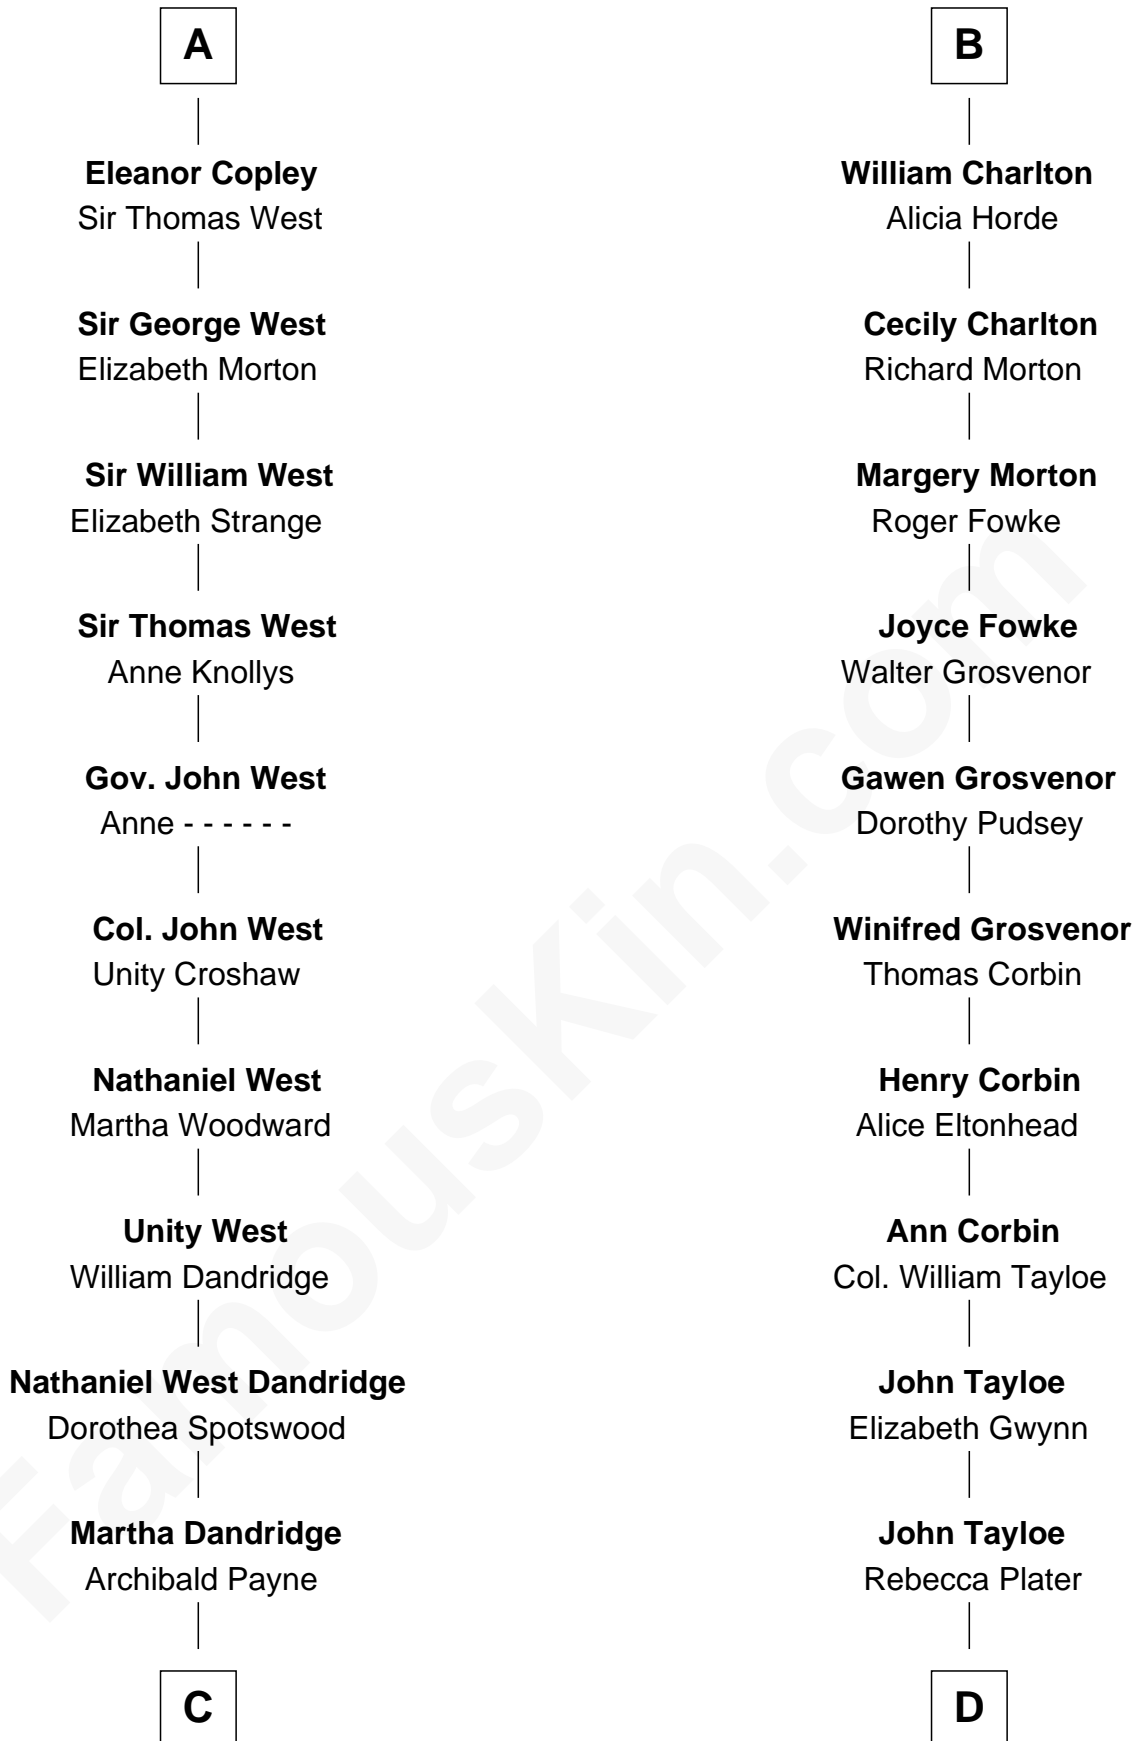 A
Eleanor Copley
Sir Thomas West
Sir George West
Elizabeth Morton
Sir William West
Elizabeth Strange
Sir Thomas West
Anne Knollys
Gov. John West
Anne - - - - - -
Col. John West
Unity Croshaw
Nathaniel West
Martha Woodward
Unity West
William Dandridge
Nathaniel West Dandridge
Dorothea Spotswood
Martha Dandridge
Archibald Payne
C
B
William Charlton
Alicia Horde
Cecily Charlton
Richard Morton
Margery Morton
Roger Fowke
Joyce Fowke
Walter Grosvenor
Gawen Grosvenor
Dorothy Pudsey
Winifred Grosvenor
Thomas Corbin
Henry Corbin
Alice Eltonhead
Ann Corbin
Col. William Tayloe
John Tayloe
Elizabeth Gwynn
John Tayloe
Rebecca Plater
D
FamousKin.com